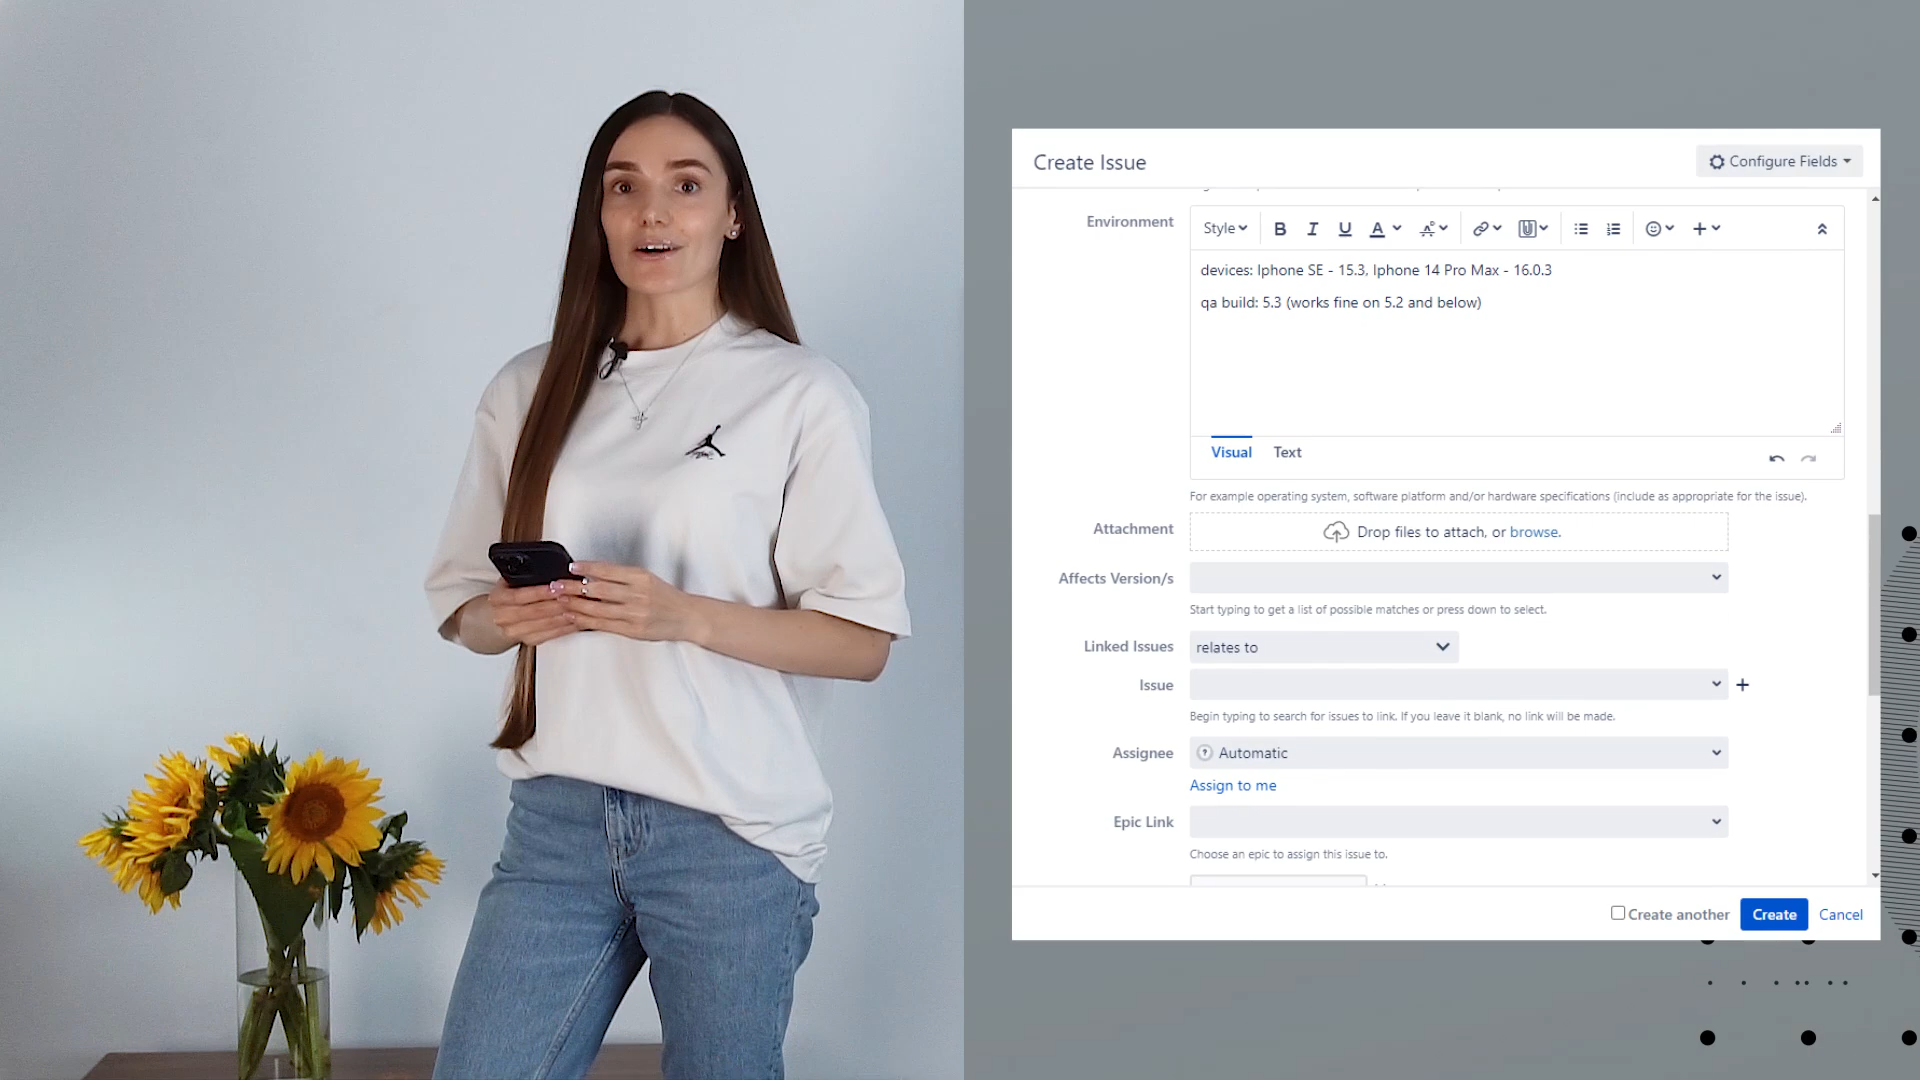 Create Issue
Configure Fields
Environment
Style
B I U A
devices: Iphone SE - 15.3, Iphone 14 Pro Max - 16.0.3
qa build: 5.3 (works fine on 5.2 and below)
Visual Text
For example operating system, software platform and/or hardware specifications (include as appropriate for the issue).
Attachment
Drop files to attach, or browse.
Affects Version/s
Start typing to get a list of possible matches or press down to select.
Linked Issues
relates to
Issue
Begin typing to search for issues to link. If you leave it blank, no link will be made.
Assignee
Automatic
Assign to me
Epic Link
Choose an epic to assign this issue to.
Create another
Create
Cancel